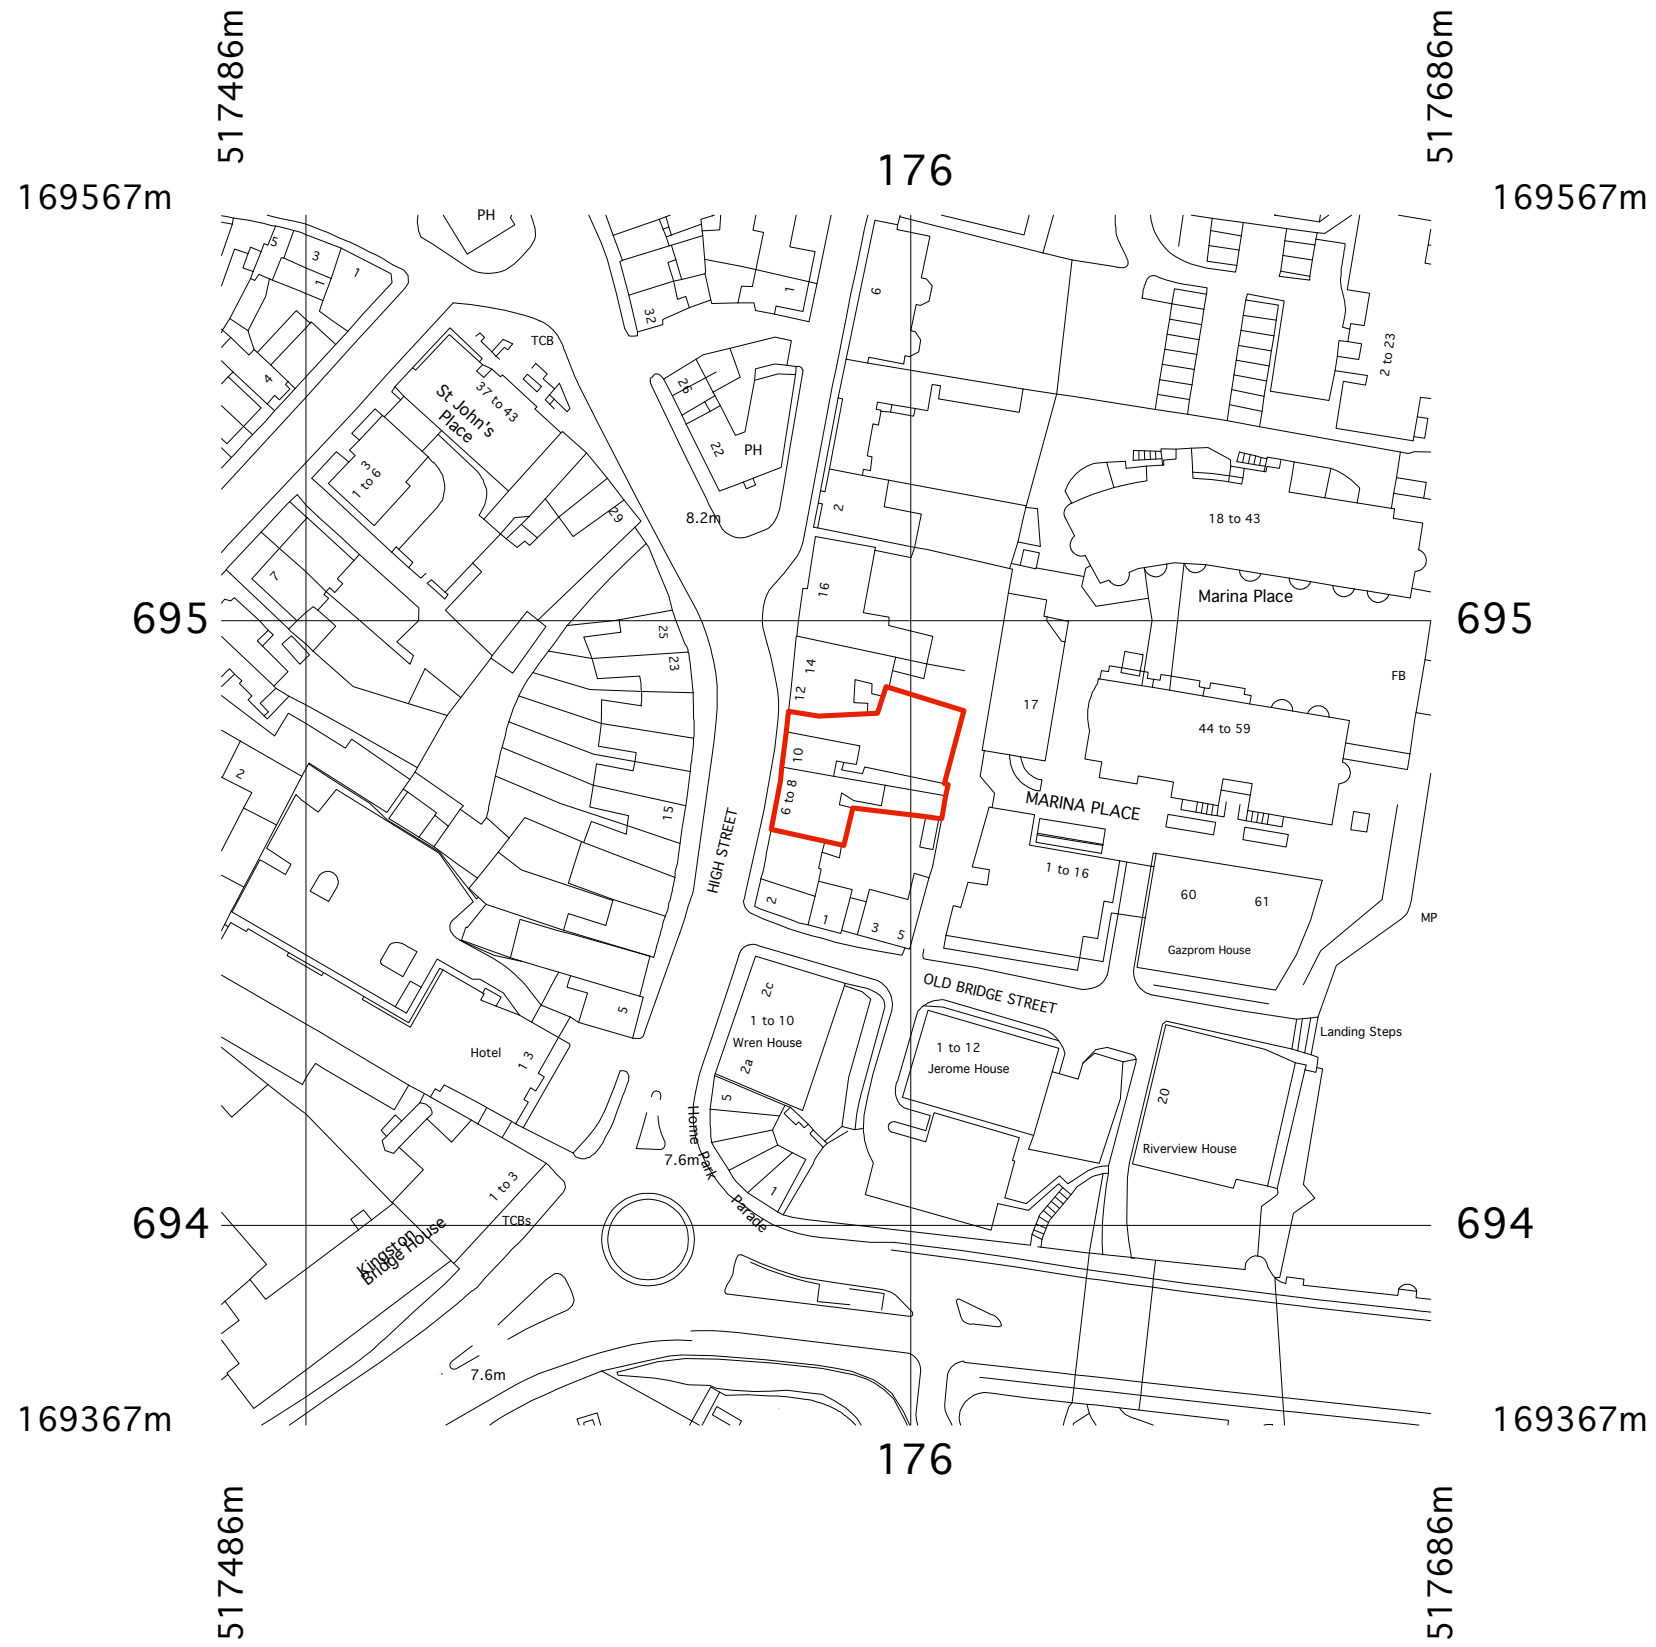 517486m
517686m
176
169567m
169567m
PH
5
3
1
1
6
1
32
TCB
2 to 23
4
37 to 43
St John's
Place
26
22
PH
3
1 to 6
29
8.2m
2
18 to 43
7
16
Marina Place
695
695
25
23
14
12
FB
17
44 to 59
10
2
6 to 8
15
MARINA PLACE
HIGH STREET
1 to 16
2
60
61
1
3
5
MP
Gazprom House
OLD BRIDGE STREET
2c
5
1 to 10
Wren House
Landing Steps
Hotel
1 3
1 to 12
Jerome House
2a
5
20
Home Park Parade
7.6m
Riverview House
1 to 3
1
TCBs
694
694
Kingston
Bridge House
7.6m
169367m
169367m
176
517486m
517686m